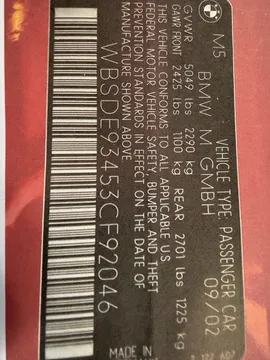 VEHICLE TYPE: PASSENGER CAR
M5 BMW M GMBH 09/02
GVWR 5049 lbs 2290 kg
GAWR FRONT 2425 lbs 1100 kg REAR 2701 lbs 1225 kg
THIS VEHICLE CONFORMS TO ALL APPLICABLE US
FEDERAL MOTOR VEHICLE SAFETY, BUMPER AND THEFT
PREVENTION STANDARDS IN EFFECT ON THE DATE OF
MANUFACTURE SHOWN ABOVE.
WBSDE93453CF92046